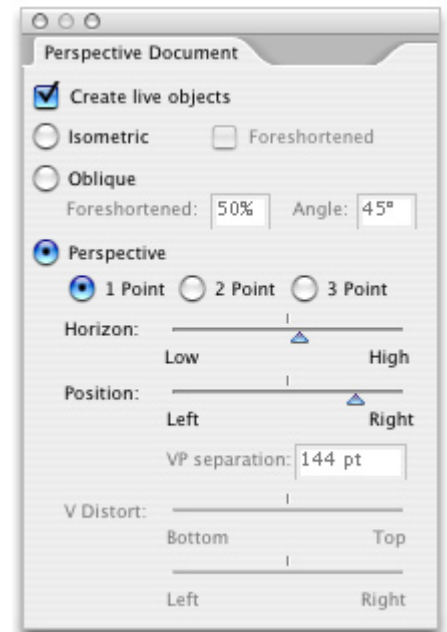 Perspective Document
Create live objects
Isometric Foreshortened
Oblique
Foreshortened: 50% Angle: 45°
Perspective
1 Point 2 Point 3 Point
Horizon:
Low High
Position:
Left Right
VP separation: 144 pt
V Distort:
Bottom Top
Left Right